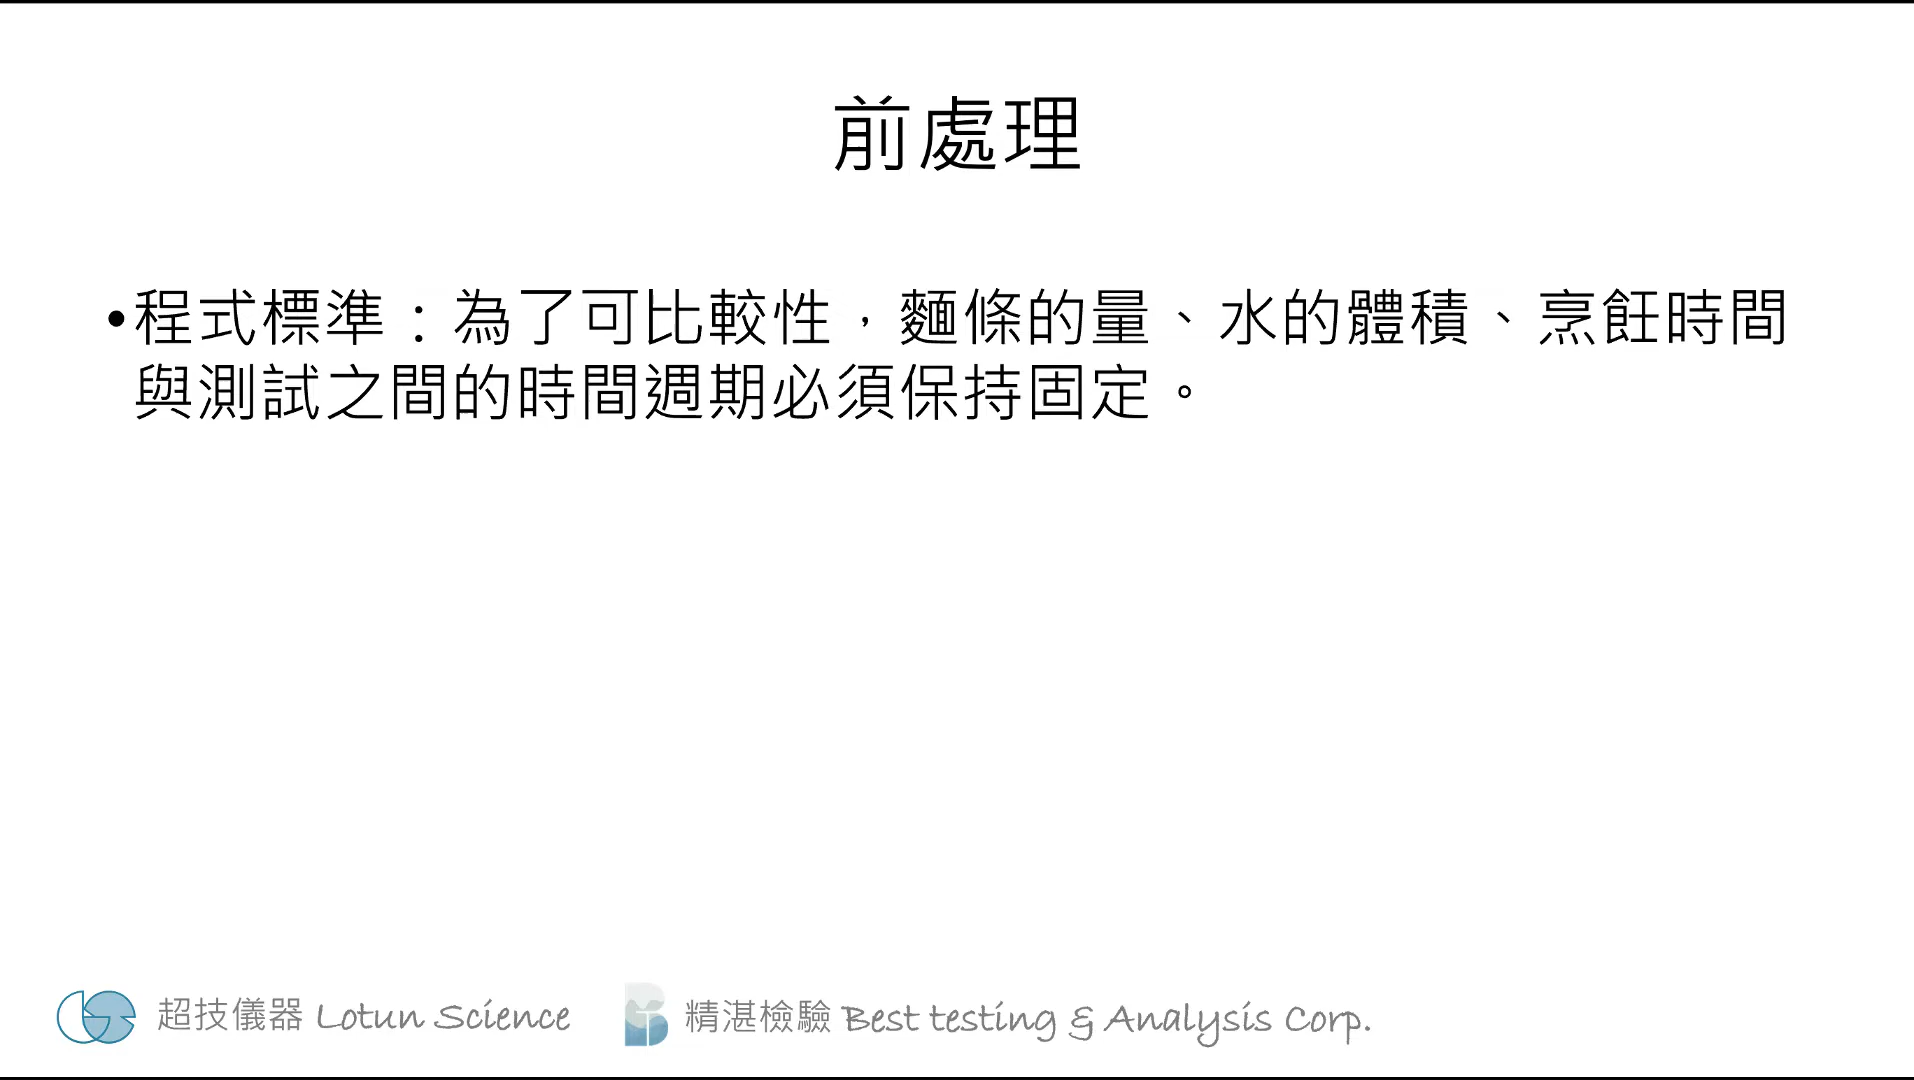 前處理
•程式標準：為了可比較性，麵條的量、水的體積、烹飪時間
與測試之間的時間週期必須保持固定。
超技儀器 Lotun Science 精湛檢驗 Best testing & Analysis Corp.